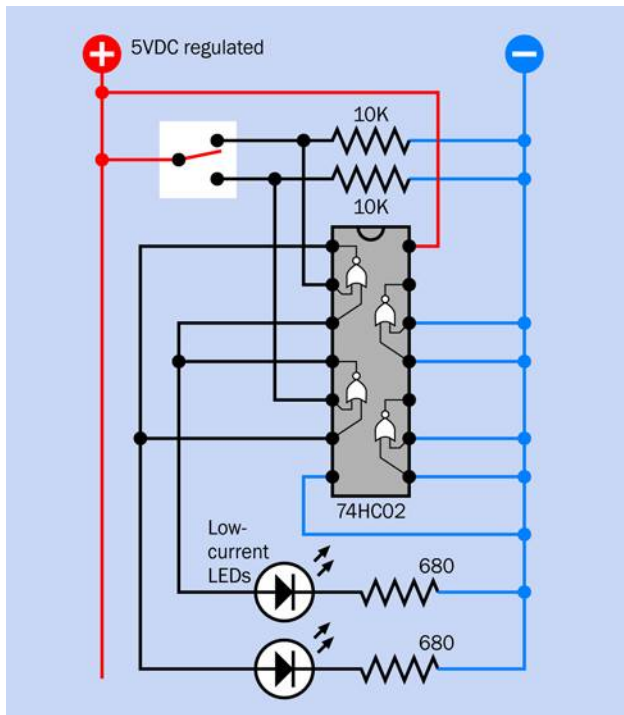 5VDC regulated
10K
10K
74HC02
Low-
current
LEDs
680
680